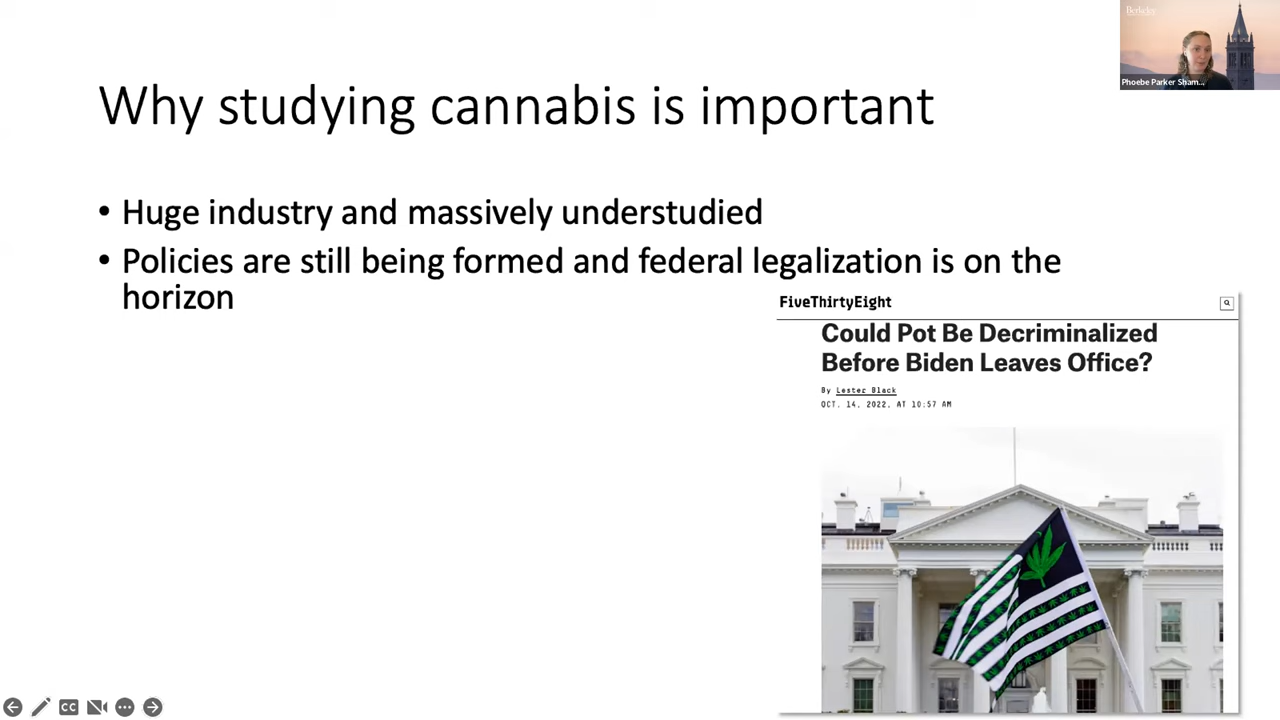 Berkeley
Phoebe Parker Sham...
Why studying cannabis is important
• Huge industry and massively understudied
• Policies are still being formed and federal legalization is on the
horizon
FiveThirtyEight
Could Pot Be Decriminalized
Before Biden Leaves Office?
By Lester Black
OCT. 14, 2022, AT 10:57 AM
CC